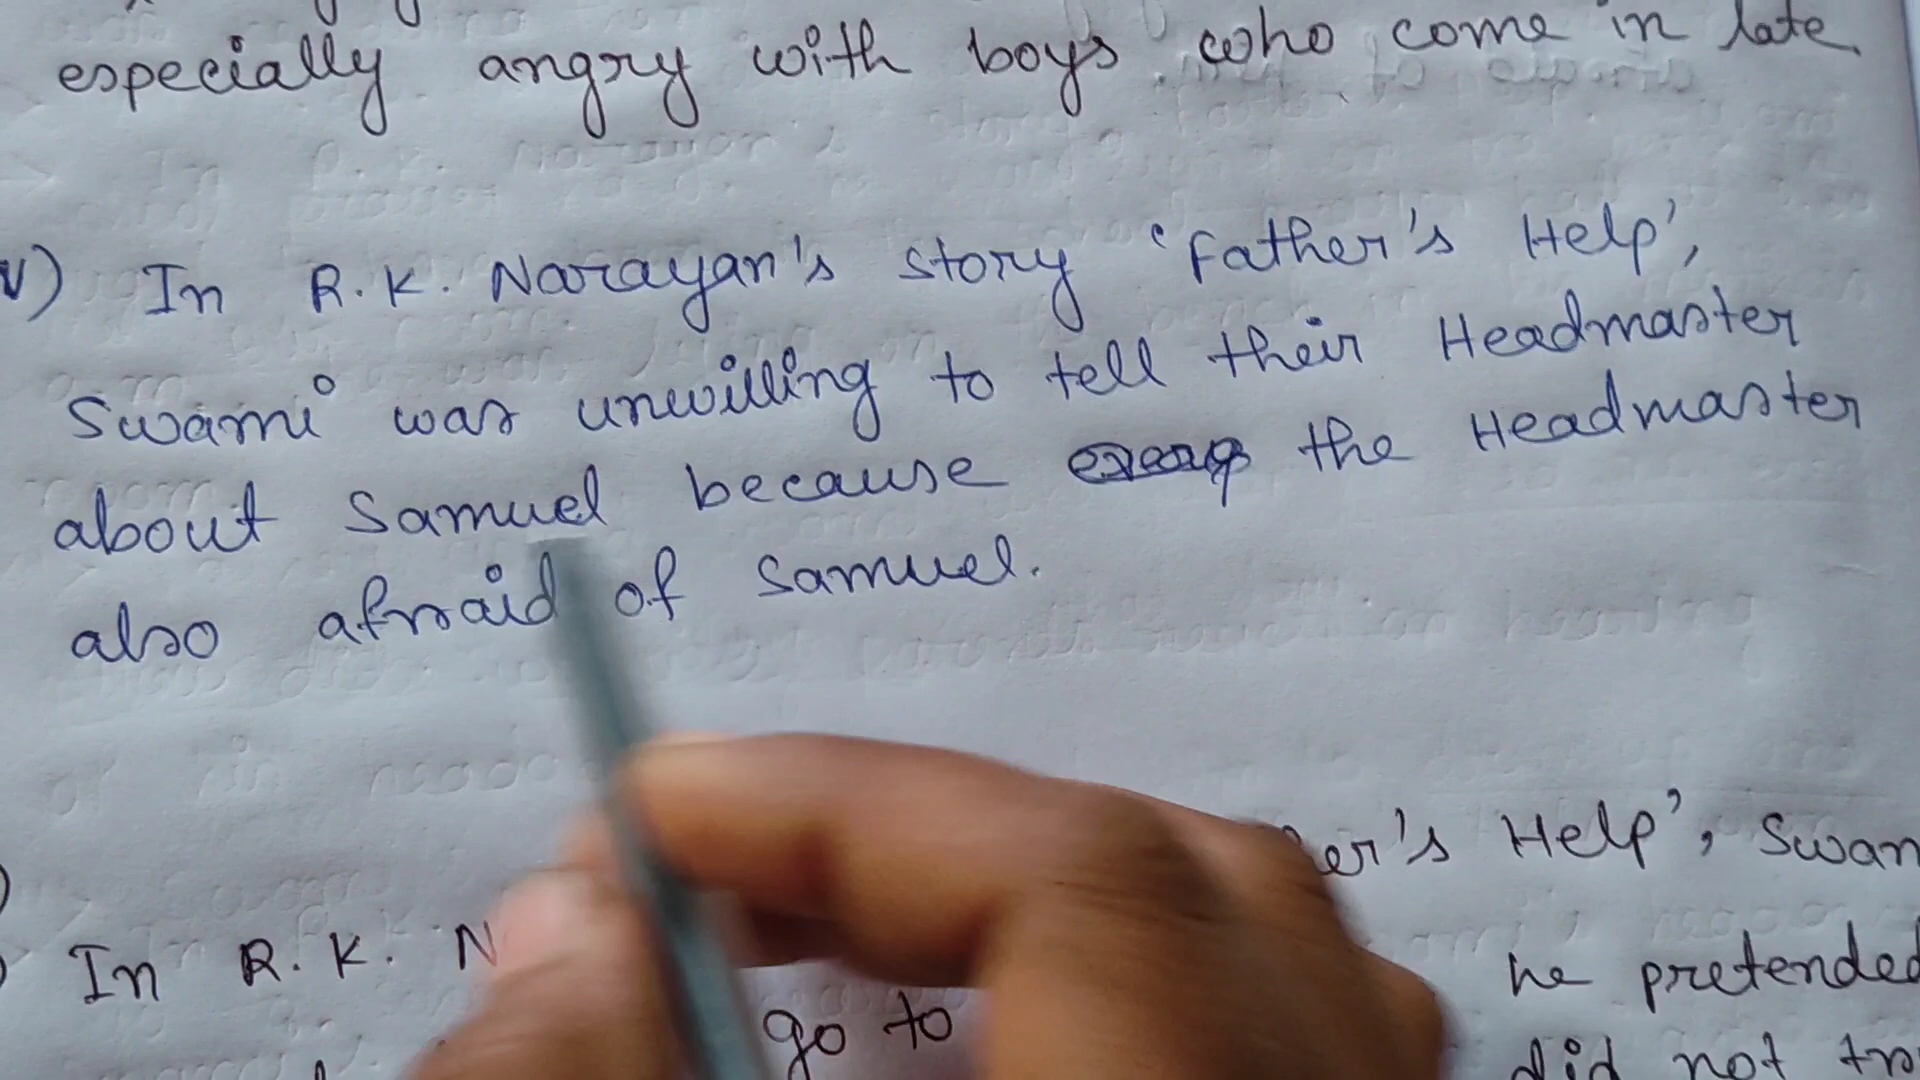 especially angry with boys who come in late
V) In R.K. Narayan's story 'Father's Help',
Swami was unwilling to tell their Headmaster
about Samuel because the Headmaster
also afraid of Samuel.
er's Help', Swam
In R.K. N he pretended
go to did not